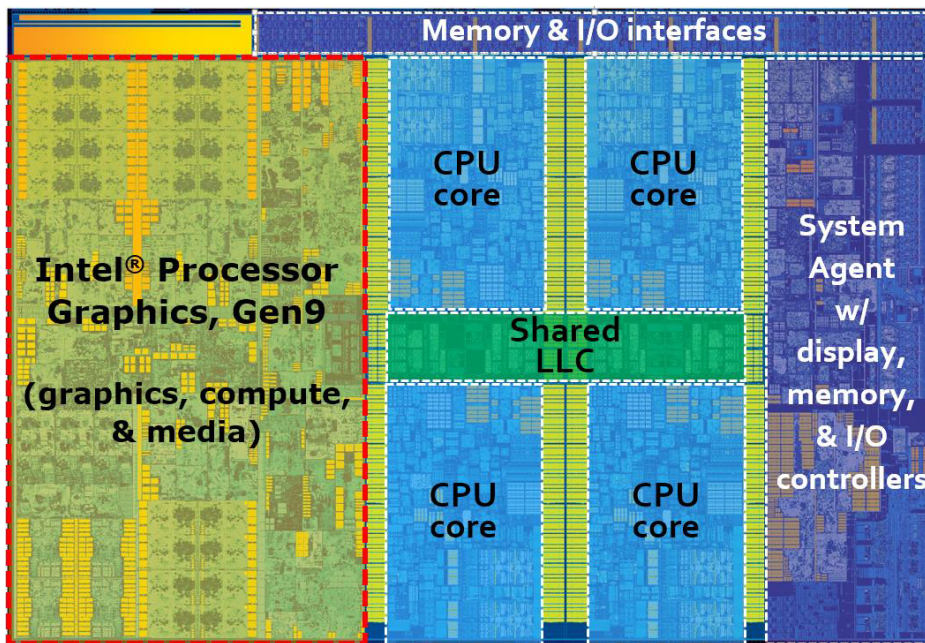 Memory & I/O interfaces
CPU
core
CPU
core
Intel® Processor
Graphics, Gen9
(graphics, compute,
& media)
Shared
LLC
System
Agent
w/
display,
memory,
& I/O
controllers
CPU
core
CPU
core